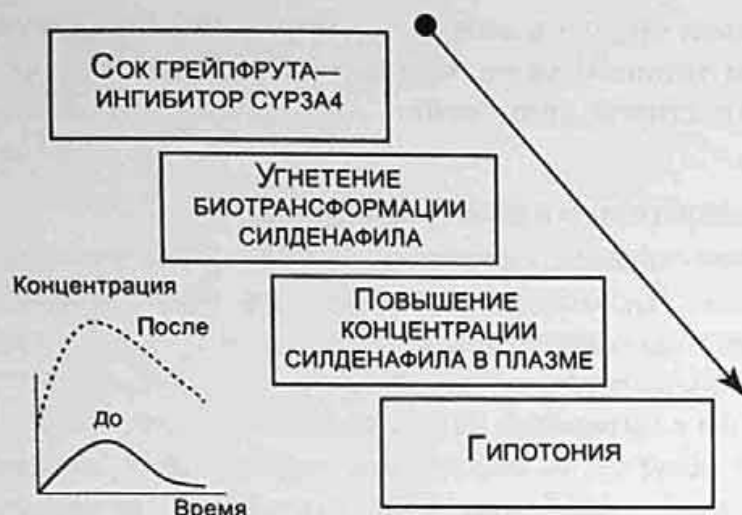 СОК ГРЕЙПФРУТА—
ИНГИБИТОР CYP3A4
УГНЕТЕНИЕ
БИОТРАНСФОРМАЦИИ
СИЛДЕНАФИЛА
ПОВЫШЕНИЕ
КОНЦЕНТРАЦИИ
СИЛДЕНАФИЛА В ПЛАЗМЕ
ГИПОТОНИЯ
Концентрация
После
До
Время